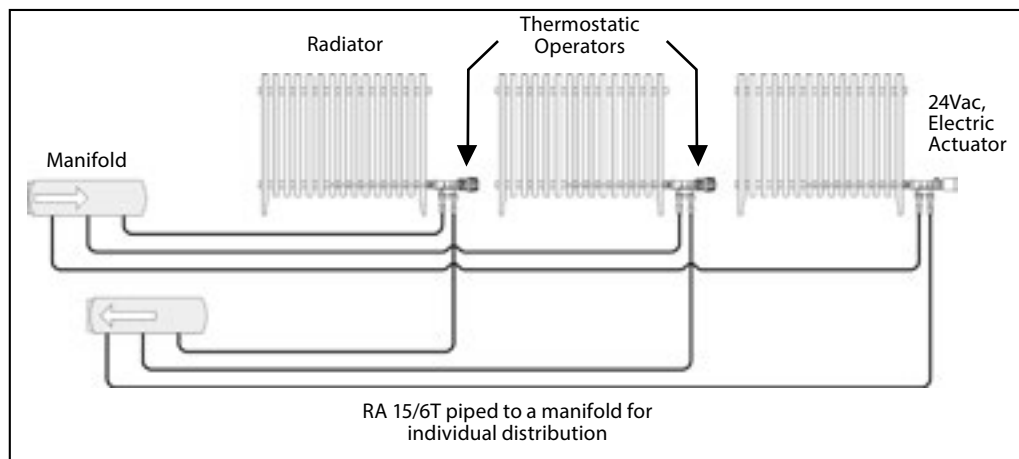 Thermostatic
Operators
Radiator
24Vac,
Electric
Actuator
Manifold
RA 15/6T piped to a manifold for
individual distribution